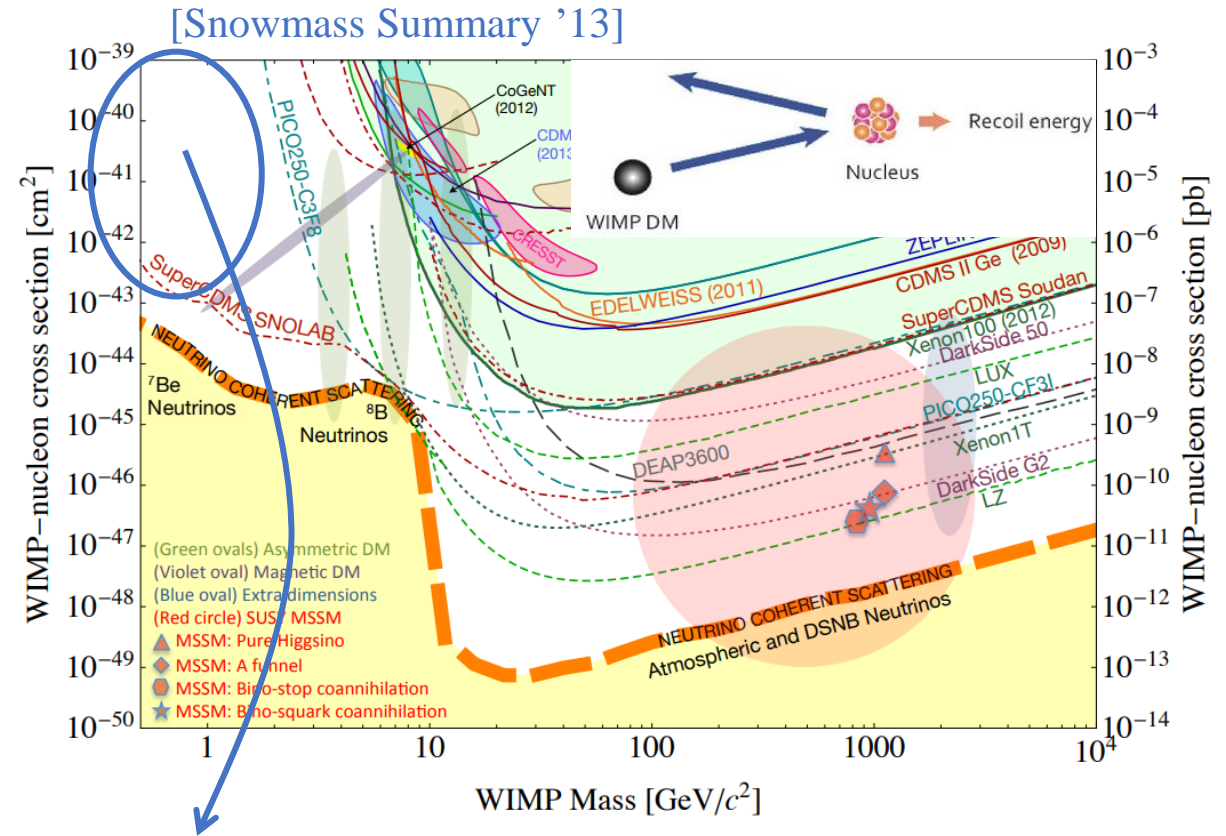 [Snowmass Summary ’13]
10−39
10−40
10−41
10−42
10−43
10−44
10−45
10−46
10−47
10−48
10−49
10−50
WIMP−nucleon cross section [cm2]
10−3
10−4
10−5
10−6
10−7
10−8
10−9
10−10
10−11
10−12
10−13
10−14
WIMP−nucleon cross section [pb]
CoGeNT
(2012)
CDM
(2013
CRESST
PICO250-C3F8
Recoil energy
Nucleus
WIMP DM
ZEPLIN
CDMS II Ge (2009)
EDELWEISS (2011)
SuperCDMS Soudan
Xenon100 (2012)
DarkSide 50
LUX
PICO250-CF3I
Xenon1T
DEAP3600
DarkSide G2
LZ
SuperCDMS SNOLAB
NEUTRINO COHERENT SCATTERING
7Be
Neutrinos
8B
Neutrinos
NEUTRINO COHERENT SCATTERING
Atmospheric and DSNB Neutrinos
(Green ovals) Asymmetric DM
(Violet oval) Magnetic DM
(Blue oval) Extra dimensions
(Red circle) SUSY MSSM
MSSM: Pure Higgsino
MSSM: A funnel
MSSM: Bino-stop coannihilation
MSSM: Bino-squark coannihilation
1
10
100
1000
104
WIMP Mass [GeV/c2]